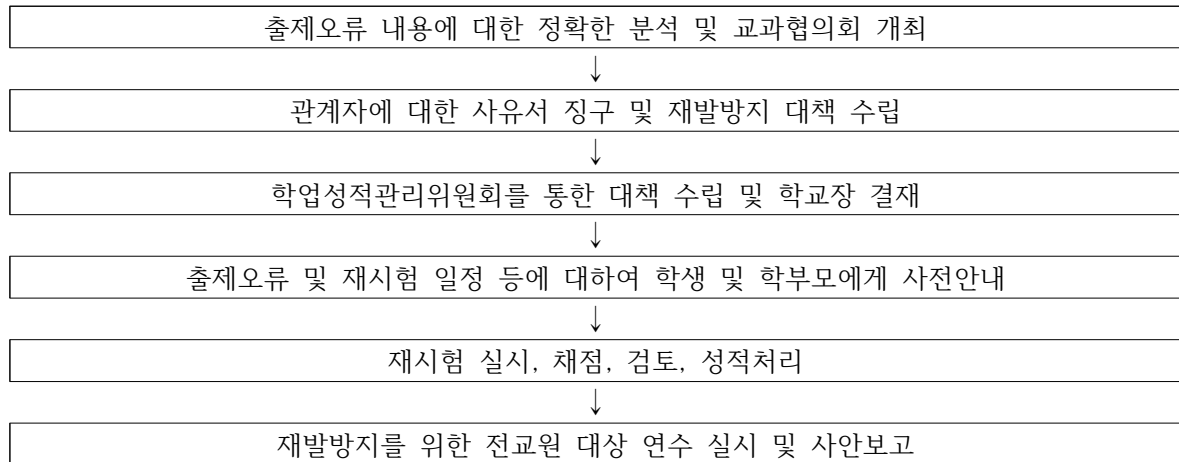 출제오류 내용에 대한 정확한 분석 및 교과협의회 개최
↓
관계자에 대한 사유서 징구 및 재발방지 대책 수립
↓
학업성적관리위원회를 통한 대책 수립 및 학교장 결재
↓
출제오류 및 재시험 일정 등에 대하여 학생 및 학부모에게 사전안내
↓
재시험 실시, 채점, 검토, 성적처리
↓
재발방지를 위한 전교원 대상 연수 실시 및 사안보고